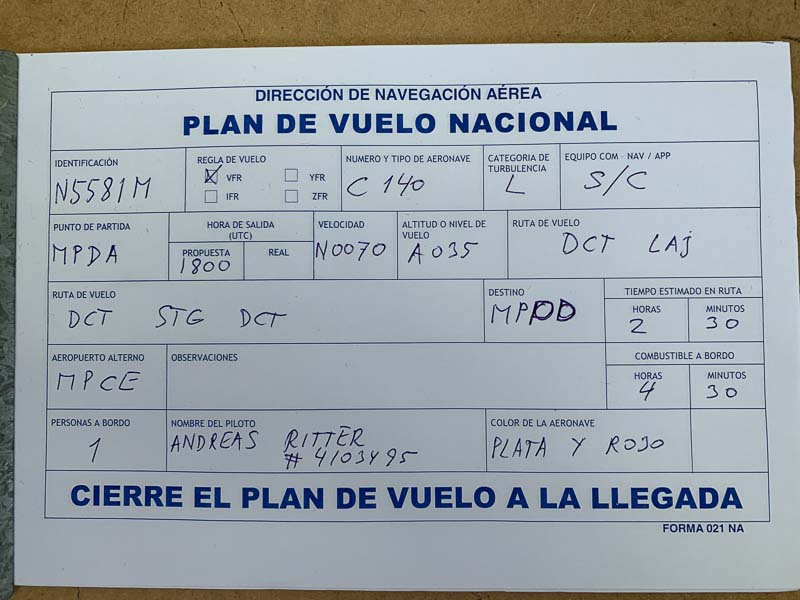 DIRECCIÓN DE NAVEGACIÓN AÉREA
PLAN DE VUELO NACIONAL
IDENTIFICACIÓN
N5581M
REGLA DE VUELO
VFR YFR
IFR ZFR
NUMERO Y TIPO DE AERONAVE
C 140
CATEGORIA DE
TURBULENCIA
L
EQUIPO COM - NAV / APP
S/C
PUNTO DE PARTIDA
MPDA
HORA DE SALIDA
(UTC)
PROPUESTA REAL
1800
VELOCIDAD
N0070
ALTITUD O NIVEL DE
VUELO
A035
RUTA DE VUELO
DCT LAJ
RUTA DE VUELO
DCT STG DCT
DESTINO
MPDD
TIEMPO ESTIMADO EN RUTA
HORAS MINUTOS
2 30
AEROPUERTO ALTERNO
MPCE
OBSERVACIONES
COMBUSTIBLE A BORDO
HORAS MINUTOS
4 30
PERSONAS A BORDO
1
NOMBRE DEL PILOTO
ANDREAS RITTER
# 4103495
COLOR DE LA AERONAVE
PLATA Y ROJO
CIERRE EL PLAN DE VUELO A LA LLEGADA
FORMA 021 NA